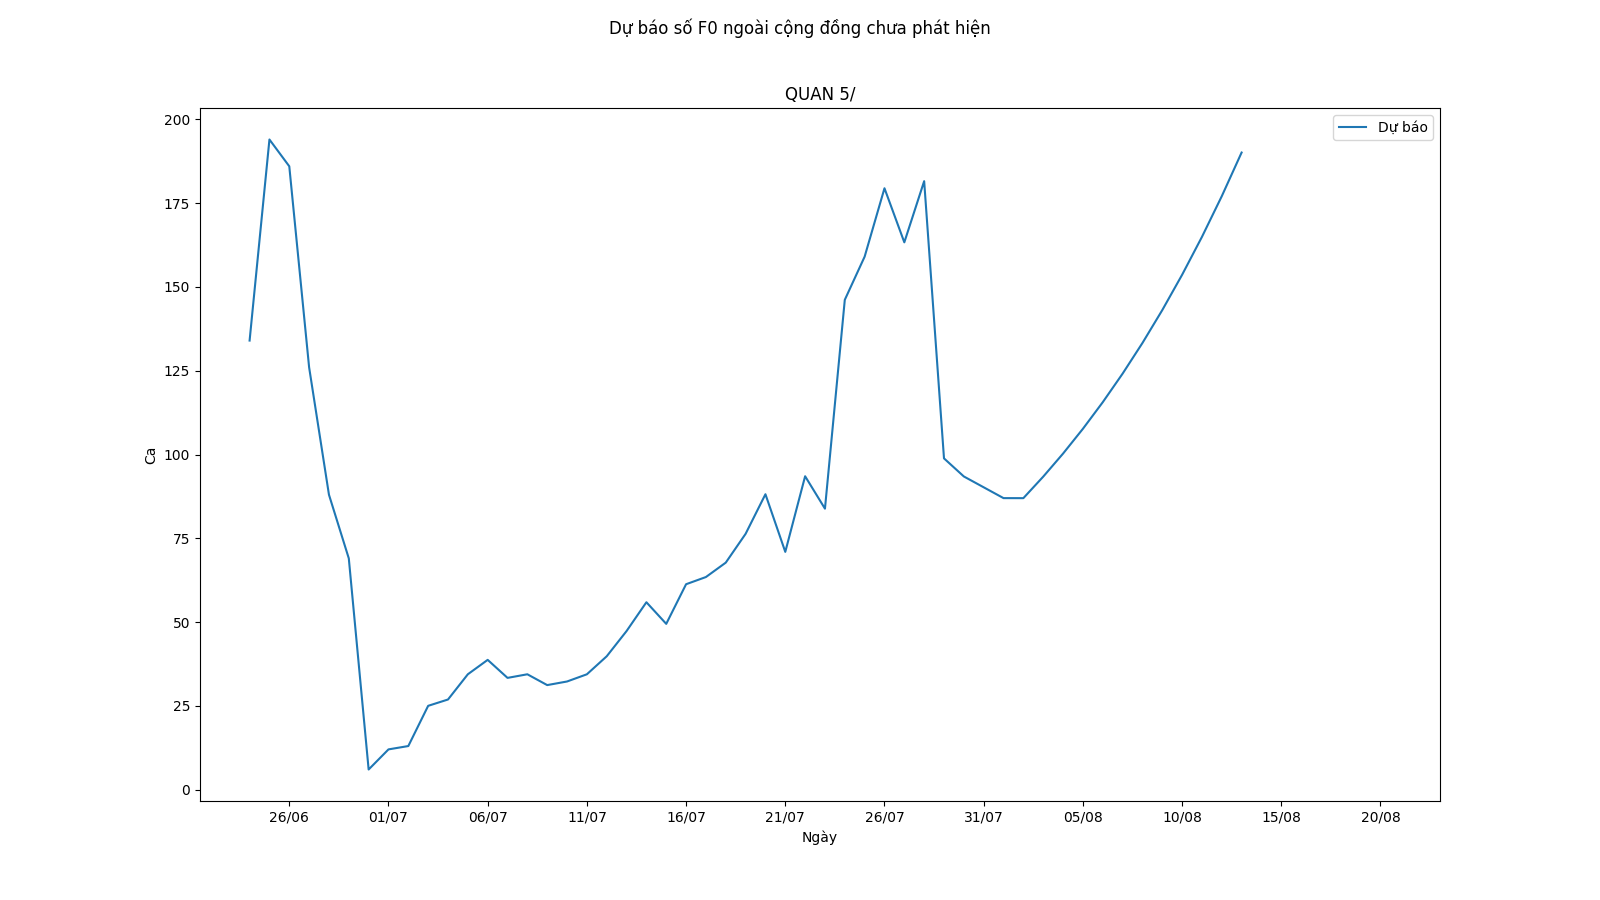 Dự báo số F0 ngoài cộng đồng chưa phát hiện
QUAN 5/
Dự báo
Ca
200
175
150
125
100
75
50
25
0
26/06 01/07 06/07 11/07 16/07 21/07 26/07 31/07 05/08 10/08 15/08 20/08
Ngày